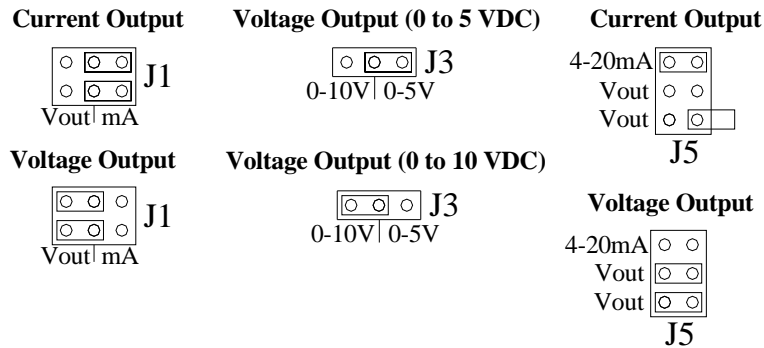 Current Output
J1
Vout mA
Voltage Output (0 to 5 VDC)
J3
0-10V 0-5V
Current Output
4-20mA
Vout
Vout
J5
Voltage Output
J1
Vout mA
Voltage Output (0 to 10 VDC)
J3
0-10V 0-5V
Voltage Output
4-20mA
Vout
Vout
J5